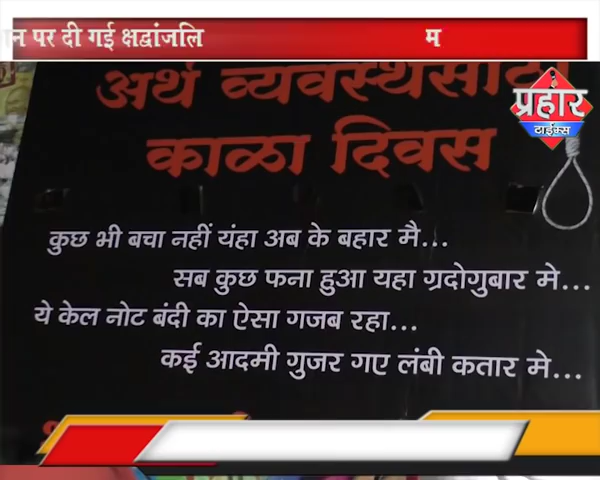 पर दी गई क्षद्वांजलि म
प्रहार
टाईम्स
अर्थ व्यवस्थेसाठी
काळा दिवस
कुछ भी बचा नहीं यंहा अब के बहार मै...
सब कुछ फना हुआ यहा ग्रदोगुबार मे...
ये केल नोट बंदी का ऐसा गजब रहा...
कई आदमी गुजर गए लंबी कतार मे...